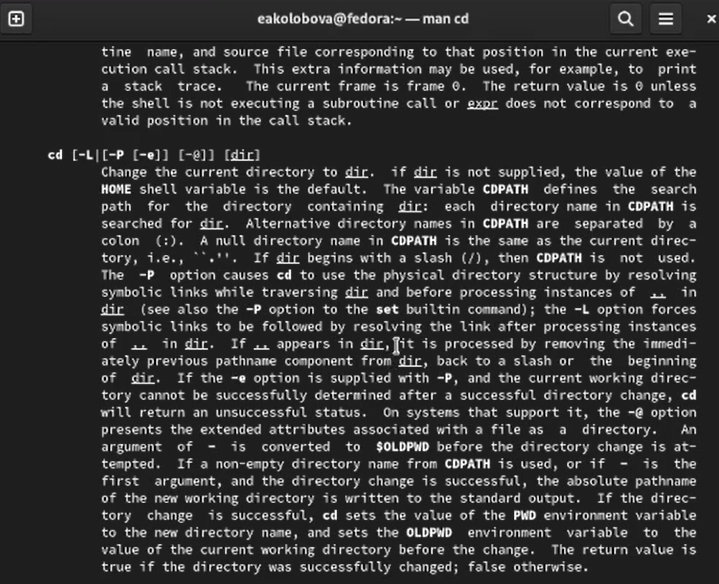 eakolobova@fedora:~ — man cd
tine name, and source file corresponding to that position in the current exe-
cution call stack. This extra information may be used, for example, to print
a stack trace. The current frame is frame 0. The return value is 0 unless
the shell is not executing a subroutine call or expr does not correspond to a
valid position in the call stack.
cd [-L|[-P [-e]] [-@]] [dir]
Change the current directory to dir. if dir is not supplied, the value of the
HOME shell variable is the default. The variable CDPATH defines the search
path for the directory containing dir: each directory name in CDPATH is
searched for dir. Alternative directory names in CDPATH are separated by a
colon (:). A null directory name in CDPATH is the same as the current direc-
tory, i.e., ``.''. If dir begins with a slash (/), then CDPATH is not used.
The -P option causes cd to use the physical directory structure by resolving
symbolic links while traversing dir and before processing instances of .. in
dir (see also the -P option to the set builtin command); the -L option forces
symbolic links to be followed by resolving the link after processing instances
of .. in dir. If .. appears in dir, it is processed by removing the immedi-
ately previous pathname component from dir, back to a slash or the beginning
of dir. If the -e option is supplied with -P, and the current working direc-
tory cannot be successfully determined after a successful directory change, cd
will return an unsuccessful status. On systems that support it, the -@ option
presents the extended attributes associated with a file as a directory. An
argument of - is converted to $OLDPWD before the directory change is at-
tempted. If a non-empty directory name from CDPATH is used, or if - is the
first argument, and the directory change is successful, the absolute pathname
of the new working directory is written to the standard output. If the direc-
tory change is successful, cd sets the value of the PWD environment variable
to the new directory name, and sets the OLDPWD environment variable to the
value of the current working directory before the change. The return value is
true if the directory was successfully changed; false otherwise.